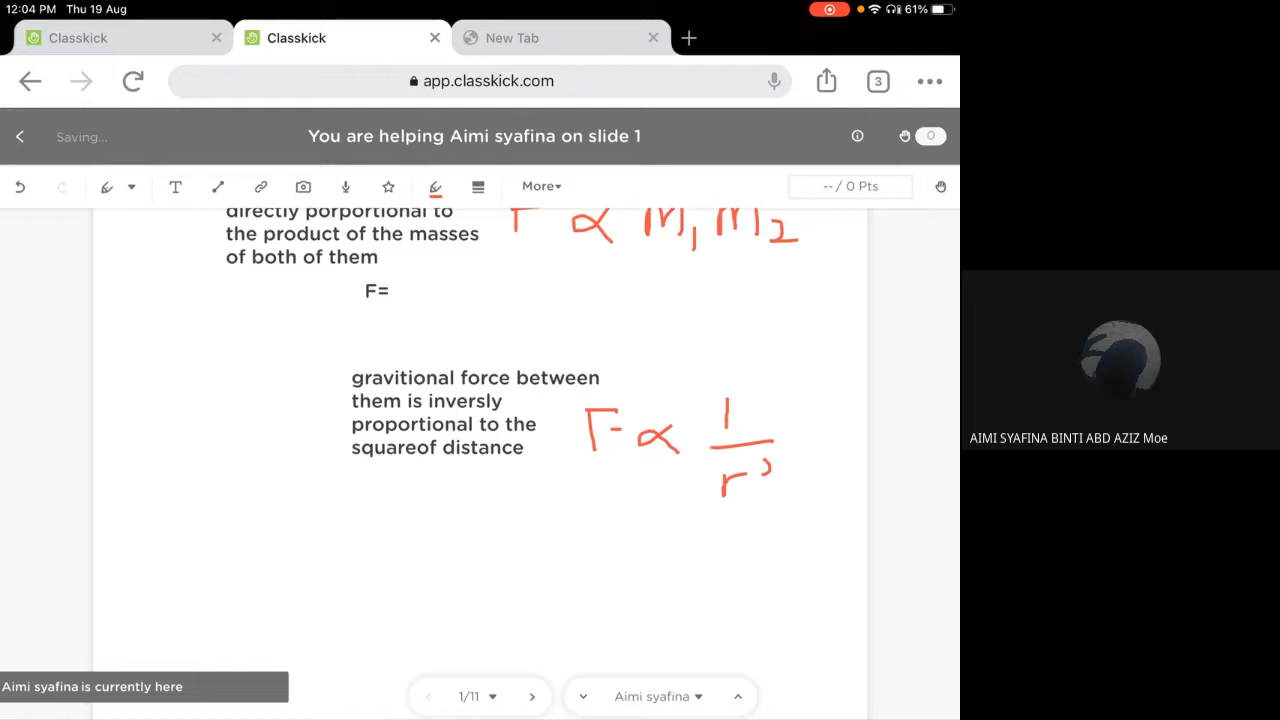 12:04 PM Thu 19 Aug
61%
Classkick
Classkick
New Tab
app.classkick.com
3
Saving...
You are helping Aimi syafina on slide 1
0
T
More
-- / 0 Pts
directly porportional to
the product of the masses
of both of them
F ∝ M1 M2
F=
gravitional force between
them is inversly
proportional to the
squareof distance
F ∝ 1
r
AIMI SYAFINA BINTI ABD AZIZ Moe
Aimi syafina is currently here
1/11
Aimi syafina